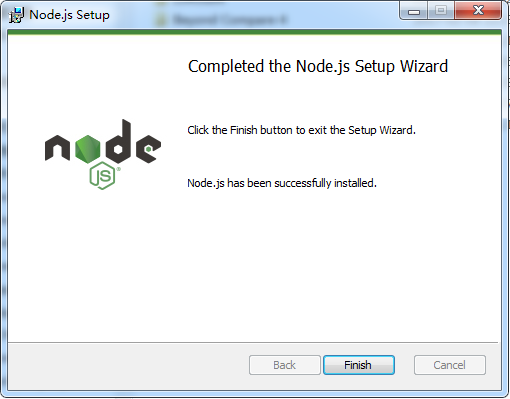 Node.js Setup
Beyond Compare 4
Completed the Node.js Setup Wizard
Click the Finish button to exit the Setup Wizard.
node
JS
Node.js has been successfully installed.
Back
Finish
Cancel